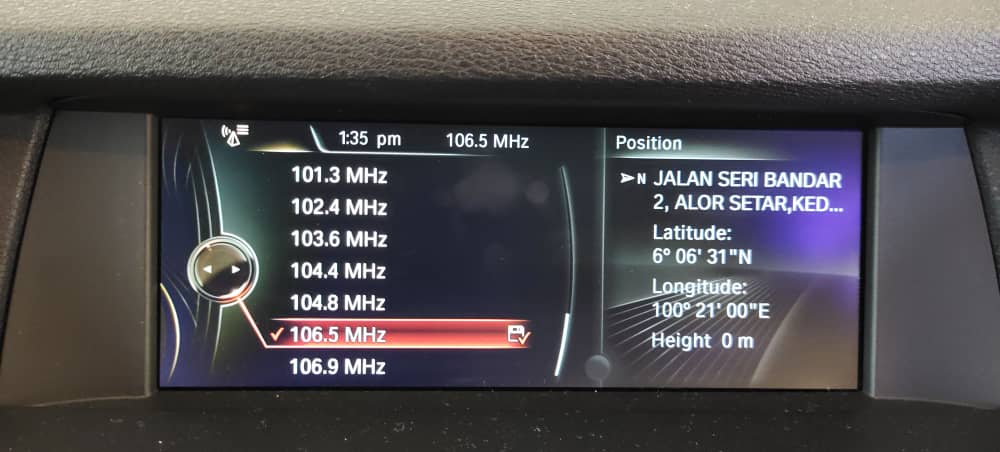 1:35 pm 106.5 MHz
101.3 MHz
102.4 MHz
103.6 MHz
104.4 MHz
104.8 MHz
106.5 MHz
106.9 MHz
Position
N JALAN SERI BANDAR
2, ALOR SETAR,KED...
Latitude:
6° 06' 31"N
Longitude:
100° 21' 00"E
Height 0 m